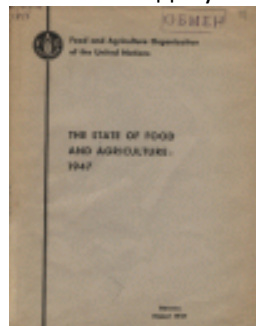 ОБМЕН
Food and Agriculture Organization
of the United Nations
THE STATE OF FOOD
AND AGRICULTURE:
1947